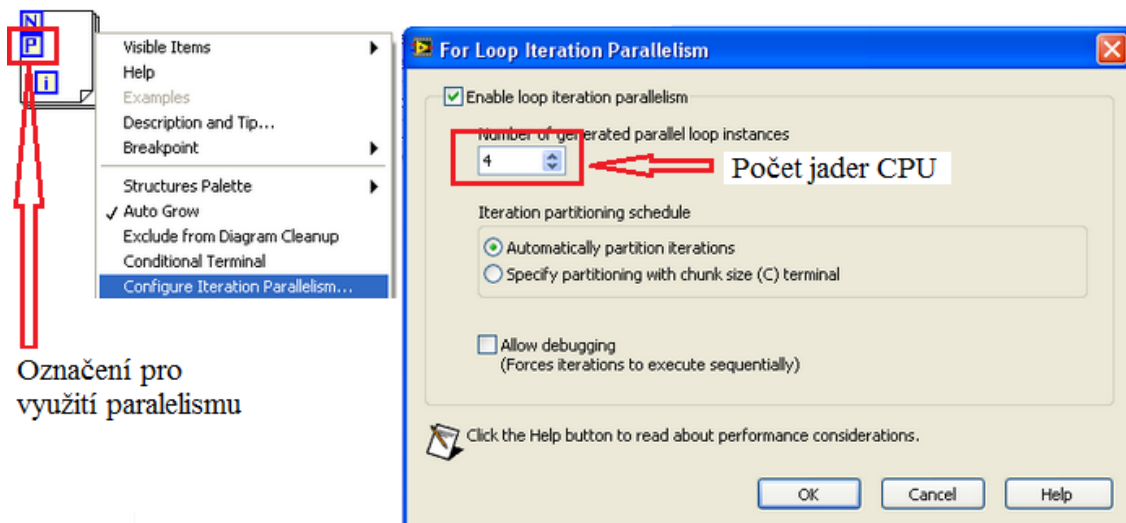 N
P
i
Visible Items
Help
Examples
Description and Tip...
Breakpoint
Structures Palette
Auto Grow
Exclude from Diagram Cleanup
Conditional Terminal
Configure Iteration Parallelism...
Označení pro
využití paralelismu
For Loop Iteration Parallelism
Enable loop iteration parallelism
Number of generated parallel loop instances
4
Počet jader CPU
Iteration partitioning schedule
Automatically partition iterations
Specify partitioning with chunk size (C) terminal
Allow debugging
(Forces iterations to execute sequentially)
Click the Help button to read about performance considerations.
OK Cancel Help